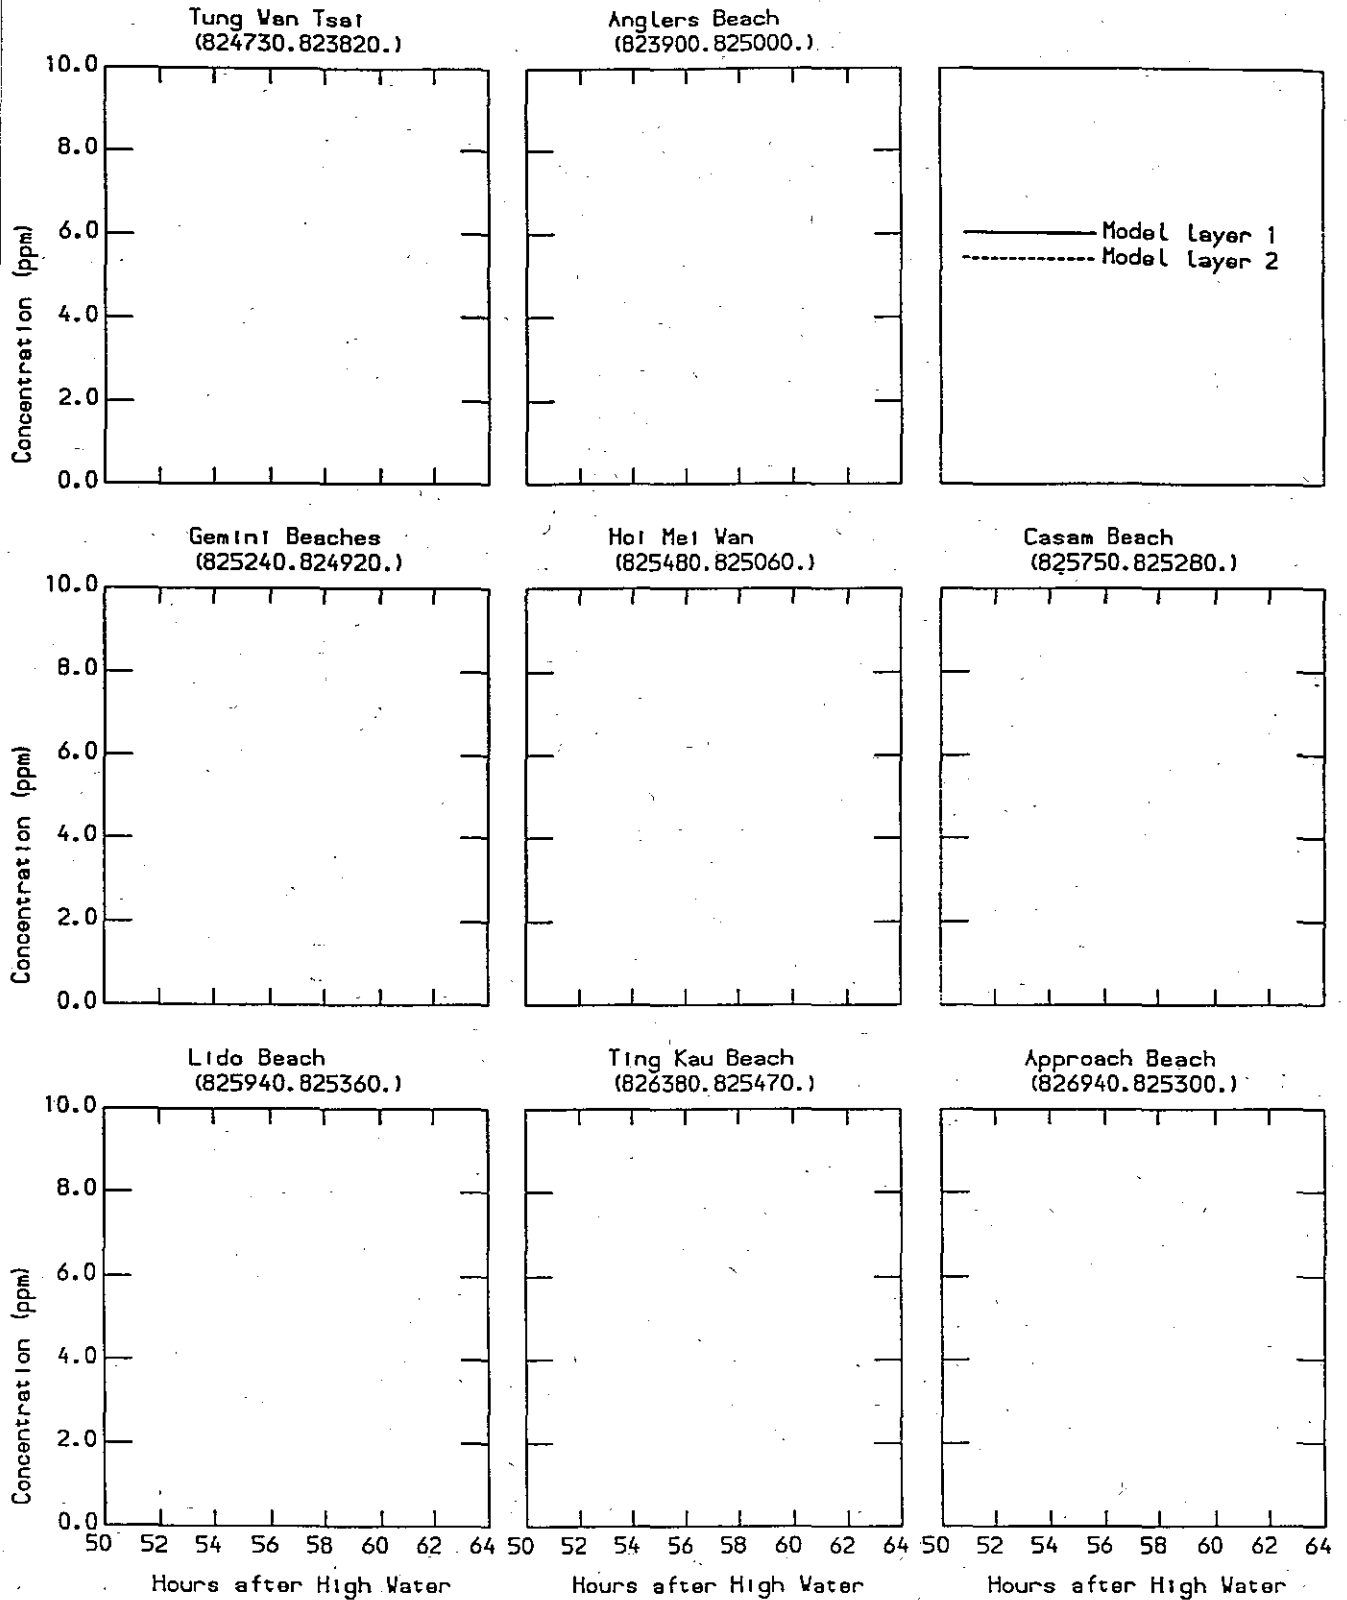 Tung Wan Tsai
(824730.823820.)
Anglers Beach
(823900.825000.)
10.0
8.0
6.0
4.0
2.0
0.0
Concentration (ppm)
Model layer 1
Model layer 2
Gemini Beaches
(825240.824920.)
Hoi Mei Wan
(825480.825060.)
Casam Beach
(825750.825280.)
10.0
8.0
6.0
4.0
2.0
0.0
Concentration (ppm)
Lido Beach
(825940.825360.)
Ting Kau Beach
(826380.825470.)
Approach Beach
(826940.825300.)
10.0
8.0
6.0
4.0
2.0
0.0
Concentration (ppm)
50 52 54 56 58 60 62 64
50 52 54 56 58 60 62 64
50 52 54 56 58 60 62 64
Hours after High Water
Hours after High Water
Hours after High Water